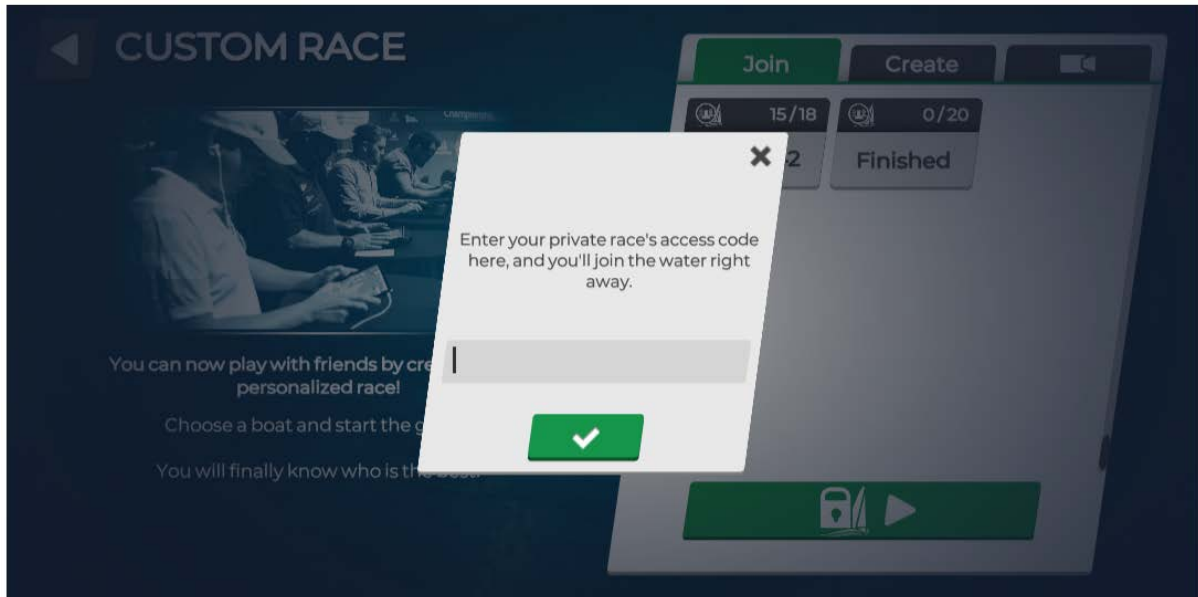 CUSTOM RACE
Join
Create
15/18
0/20
2
Finished
Enter your private race's access code
here, and you'll join the water right
away.
You can now play with friends by cre
personalized race!
Choose a boat and start the g
You will finally know who is the